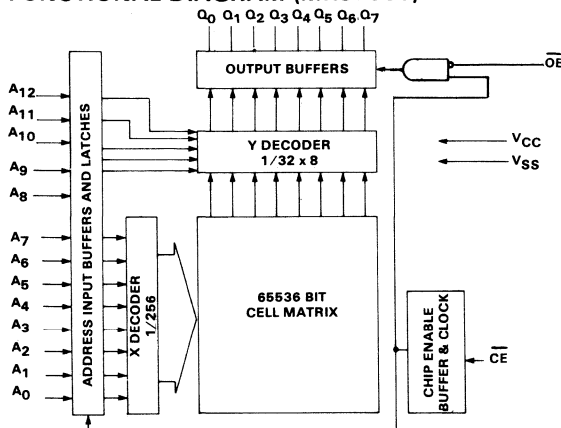 Q0 Q1 Q2 Q3 Q4 Q5 Q6 Q7
OUTPUT BUFFERS
OE
A12
A11
A10
A9
A8
A7
A6
A5
A4
A3
A2
A1
A0
ADDRESS INPUT BUFFERS AND LATCHES
Y DECODER
1/32 x 8
VCC
VSS
X DECODER
1/256
65536 BIT
CELL MATRIX
CHIP ENABLE
BUFFER & CLOCK
CE